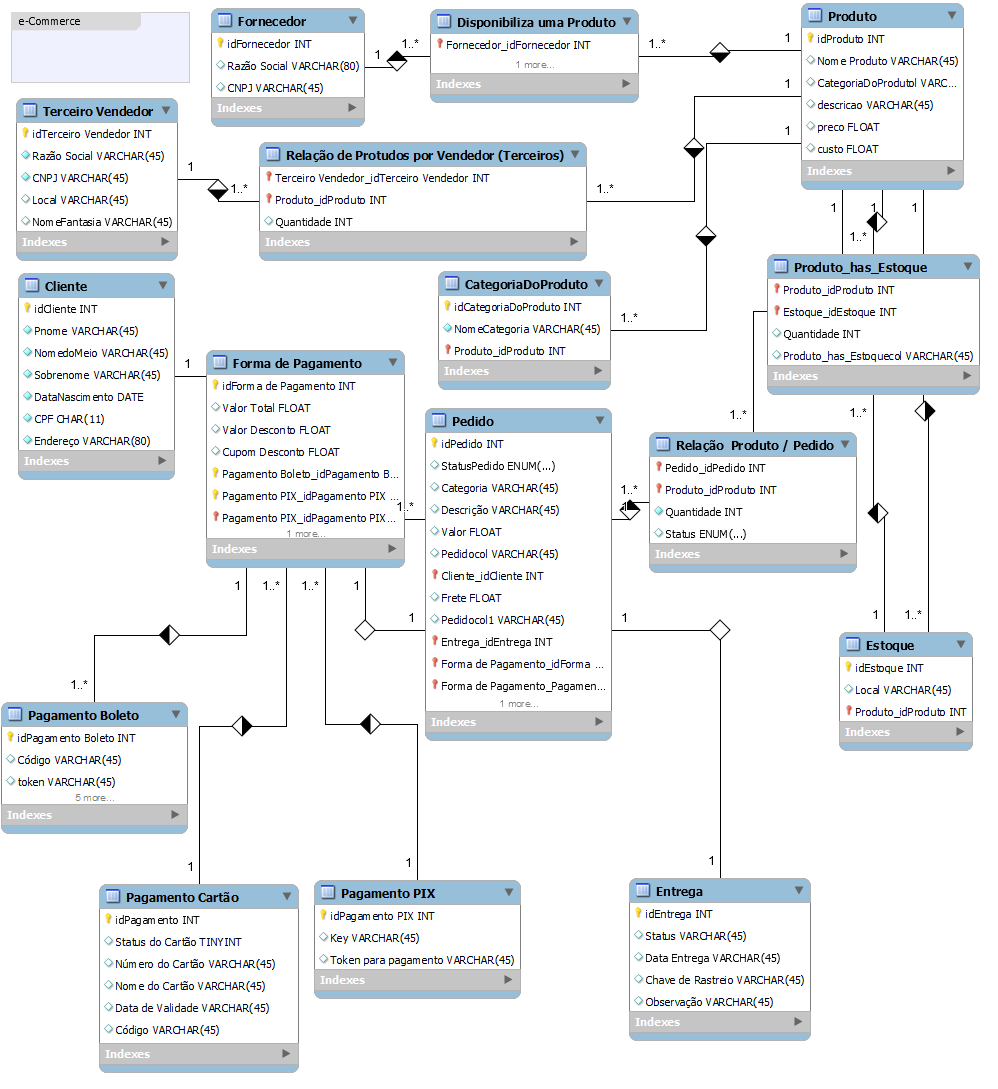 e-Commerce
Fornecedor
idFornecedor INT
Razão Social VARCHAR(80)
CNPJ VARCHAR(45)
Indexes
1
1..*
Disponibiliza uma Produto
Fornecedor_idFornecedor INT
1 more...
Indexes
1..*
1
Produto
idProduto INT
Nome Produto VARCHAR(45)
CategoriaDoProdutol VARC...
descricao VARCHAR(45)
preco FLOAT
custo FLOAT
Indexes
1
1
Terceiro Vendedor
idTerceiro Vendedor INT
Razão Social VARCHAR(45)
CNPJ VARCHAR(45)
Local VARCHAR(45)
NomeFantasia VARCHAR(45)
Indexes
1
1..*
Relação de Protudos por Vendedor (Terceiros)
Terceiro Vendedor_idTerceiro Vendedor INT
Produto_idProduto INT
Quantidade INT
Indexes
1..*
1
1
1
1..*
Cliente
idCliente INT
Pnome VARCHAR(45)
NomedoMeio VARCHAR(45)
Sobrenome VARCHAR(45)
DataNascimento DATE
CPF CHAR(11)
Endereço VARCHAR(80)
Indexes
1
CategoriaDoProduto
idCategoriaDoProduto INT
NomeCategoria VARCHAR(45)
Produto_idProduto INT
Indexes
1..*
Produto_has_Estoque
Produto_idProduto INT
Estoque_idEstoque INT
Quantidade INT
Produto_has_Estoquecol VARCHAR(45)
Indexes
1..*
1..*
Forma de Pagamento
idForma de Pagamento INT
Valor Total FLOAT
Valor Desconto FLOAT
Cupom Desconto FLOAT
Pagamento Boleto_idPagamento B...
Pagamento PIX_idPagamento PIX ...
Pagamento PIX_idPagamento PIX...
1 more...
Indexes
1..*
1
1..*
1..*
1
Pedido
idPedido INT
StatusPedido ENUM(...)
Categoria VARCHAR(45)
Descrição VARCHAR(45)
Valor FLOAT
Pedidocol VARCHAR(45)
Cliente_idCliente INT
Frete FLOAT
Pedidocol1 VARCHAR(45)
Entrega_idEntrega INT
Forma de Pagamento_idForma ...
Forma de Pagamento_Pagamen...
1 more...
Indexes
1
1
1..*
1
Relação Produto / Pedido
Pedido_idPedido INT
Produto_idProduto INT
Quantidade INT
Status ENUM(...)
Indexes
1
1..*
Estoque
idEstoque INT
Local VARCHAR(45)
Produto_idProduto INT
Indexes
1..*
Pagamento Boleto
idPagamento Boleto INT
Código VARCHAR(45)
token VARCHAR(45)
5 more...
Indexes
1
Pagamento Cartão
idPagamento INT
Status do Cartão TINYINT
Número do Cartão VARCHAR(45)
Nome do Cartão VARCHAR(45)
Data de Validade VARCHAR(45)
Código VARCHAR(45)
Indexes
1
Pagamento PIX
idPagamento PIX INT
Key VARCHAR(45)
Token para pagamento VARCHAR(45)
Indexes
1
Entrega
idEntrega INT
Status VARCHAR(45)
Data Entrega VARCHAR(45)
Chave de Rastreio VARCHAR(45)
Observação VARCHAR(45)
Indexes